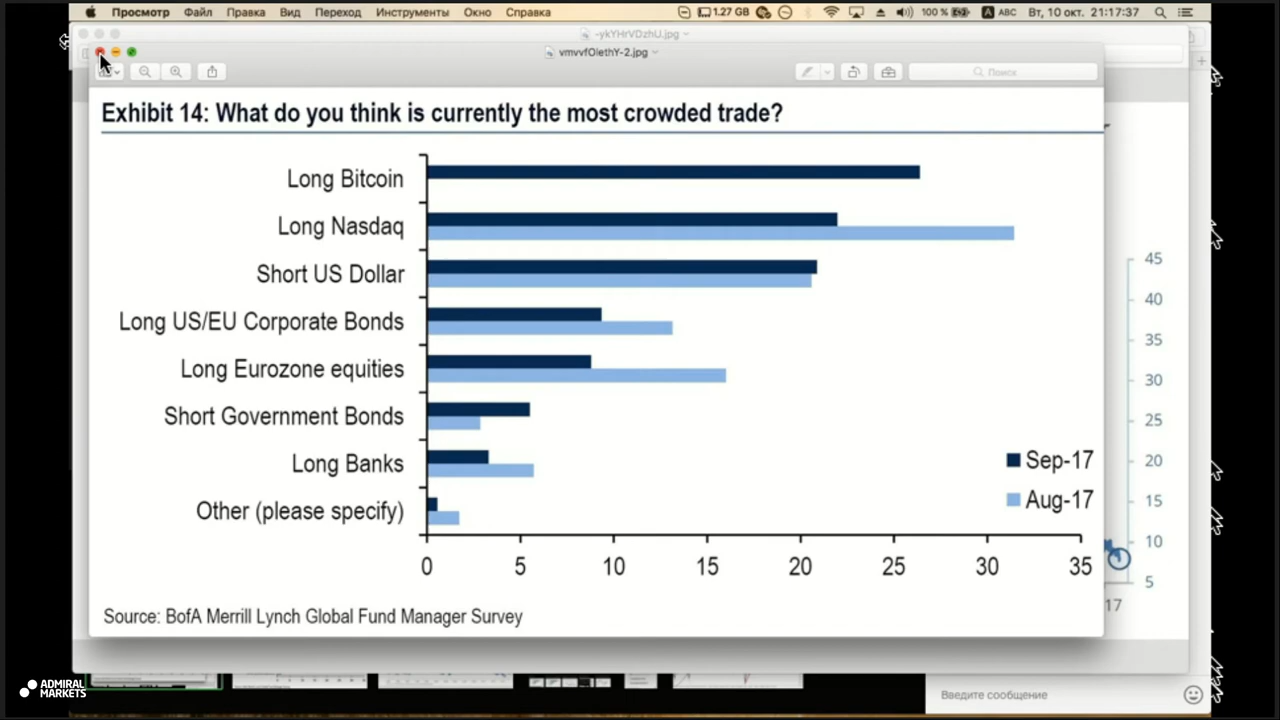 Просмотр Файл Правка Вид Переход Инструменты Окно Справка 1.27 GB 100 % ABC Вт, 10 окт. 21:17:37
-ykYHrVDzhU.jpg
vmvvfOlethY-2.jpg
Поиск
Exhibit 14: What do you think is currently the most crowded trade?
Long Bitcoin
Long Nasdaq
Short US Dollar
Long US/EU Corporate Bonds
Long Eurozone equities
Short Government Bonds
Long Banks
Other (please specify)
Sep-17
Aug-17
0 5 10 15 20 25 30 35
Source: BofA Merrill Lynch Global Fund Manager Survey
45
40
35
30
25
20
15
10
5
17
ADMIRAL
MARKETS
Введите сообщение